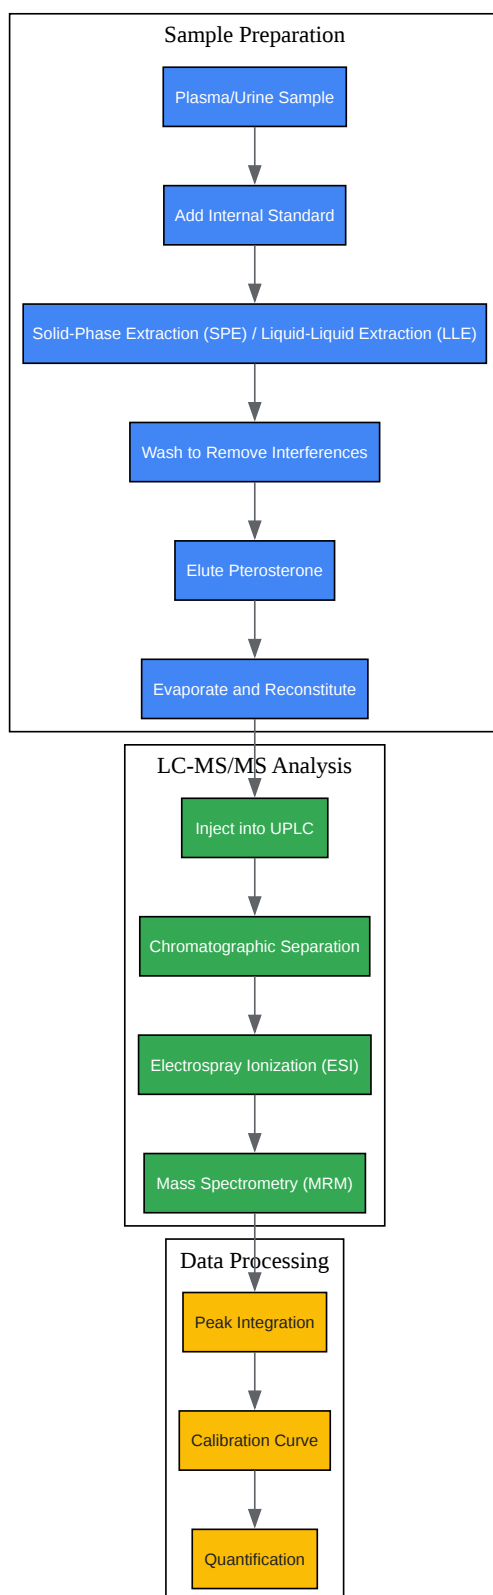 Sample Preparation
Plasma/Urine Sample
Add Internal Standard
Solid-Phase Extraction (SPE) / Liquid-Liquid Extraction (LLE)
Wash to Remove Interferences
Elute Pterosterone
Evaporate and Reconstitute
LC-MS/MS Analysis
Inject into UPLC
Chromatographic Separation
Electrospray Ionization (ESI)
Mass Spectrometry (MRM)
Data Processing
Peak Integration
Calibration Curve
Quantification